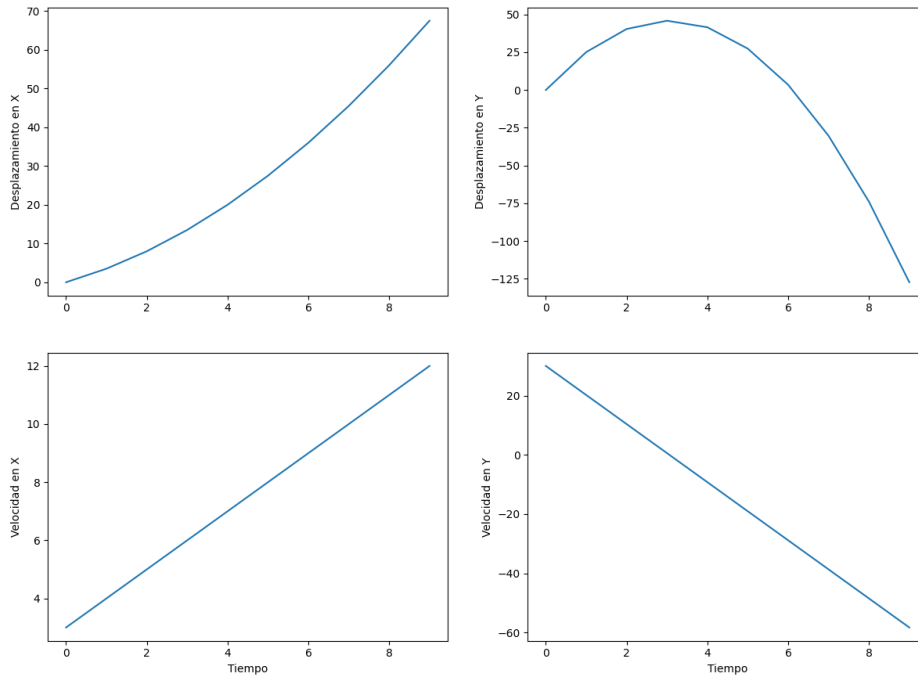 Desplazamiento en X
70
60
50
40
30
20
10
0
0 2 4 6 8
Desplazamiento en Y
50
25
0
−25
−50
−75
−100
−125
0 2 4 6 8
Velocidad en X
12
10
8
6
4
0 2 4 6 8
Tiempo
Velocidad en Y
20
0
−20
−40
−60
0 2 4 6 8
Tiempo